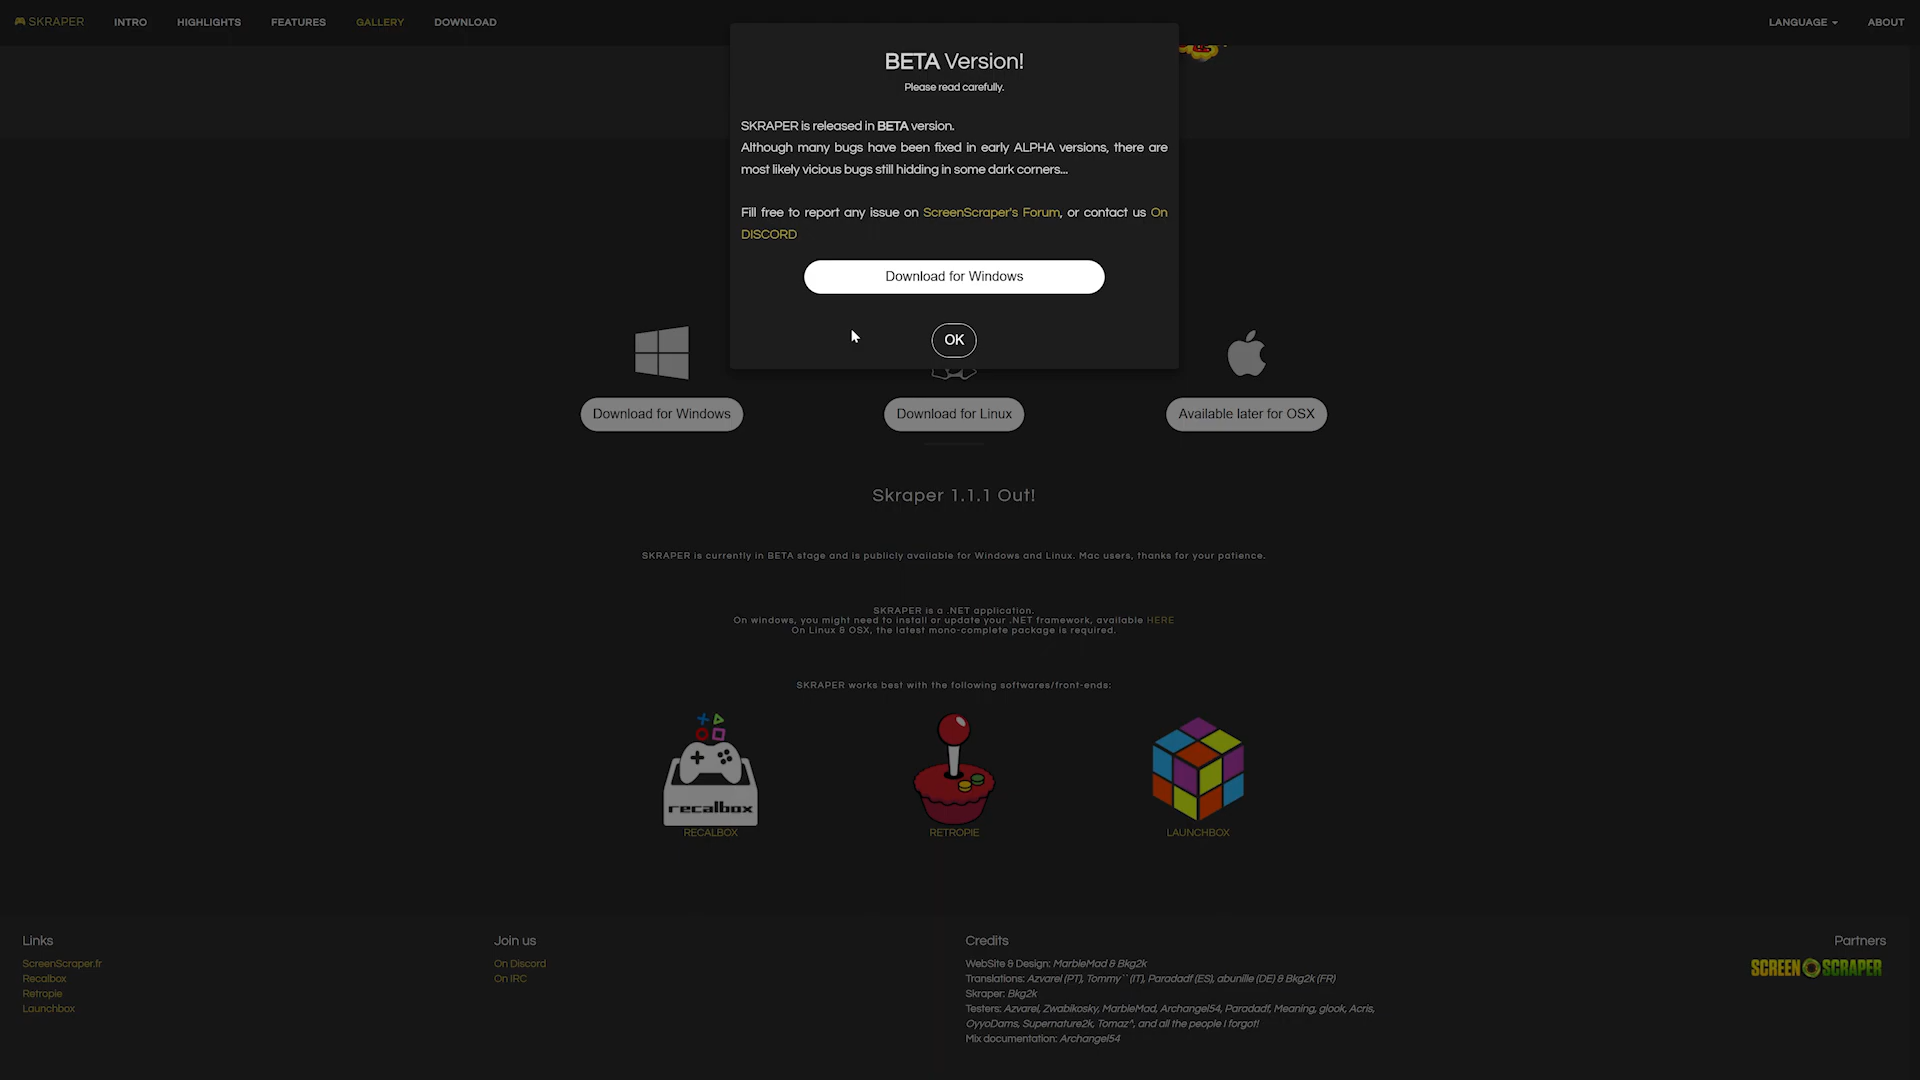 SKRAPER INTRO HIGHLIGHTS FEATURES GALLERY DOWNLOAD LANGUAGE ABOUT
BETA Version!
Please read carefully.
SKRAPER is released in BETA version.
Although many bugs have been fixed in early ALPHA versions, there are
most likely vicious bugs still hidding in some dark corners...
Fill free to report any issue on ScreenScraper's Forum, or contact us On
DISCORD
Download for Windows
OK
Download for Windows
Download for Linux
Available later for OSX
Skraper 1.1.1 Out!
SKRAPER is currently in BETA stage and is publicly available for Windows and Linux. Mac users, thanks for your patience.
SKRAPER is a .NET application.
On windows, you might need to install or update your .NET framework, available HERE
On Linux & OSX, the latest mono-complete package is required.
SKRAPER works best with the following softwares/front-ends:
recalbox
RECALBOX
RETROPIE
LAUNCHBOX
Links
ScreenScraper.fr
Recalbox
Retropie
Launchbox
Join us
On Discord
On IRC
Credits
WebSite & Design: MarbleMad & Bkg2k
Translations: Azvarel (PT), Tommy`` (IT), Paradadf (ES), abunille (DE) & Bkg2k (FR)
Skraper: Bkg2k
Testers: Azvarel, Zwabikosky, MarbleMad, Archangel54, Paradadf, Meaning, glook, Acris,
OyyoDams, Supernature2k, Tomaz^, and all the people I forgot!
Mix documentation: Archangel54
Partners
SCREEN SCRAPER